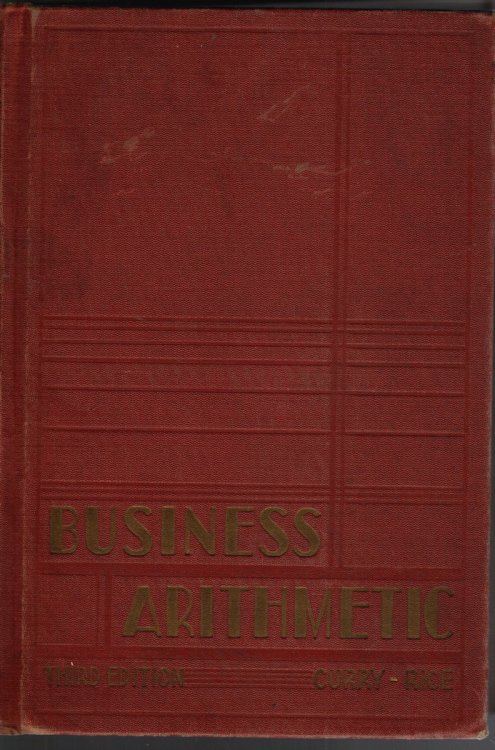 BUSINESS
ARITHMETIC
THIRD EDITION CURRY - RICE